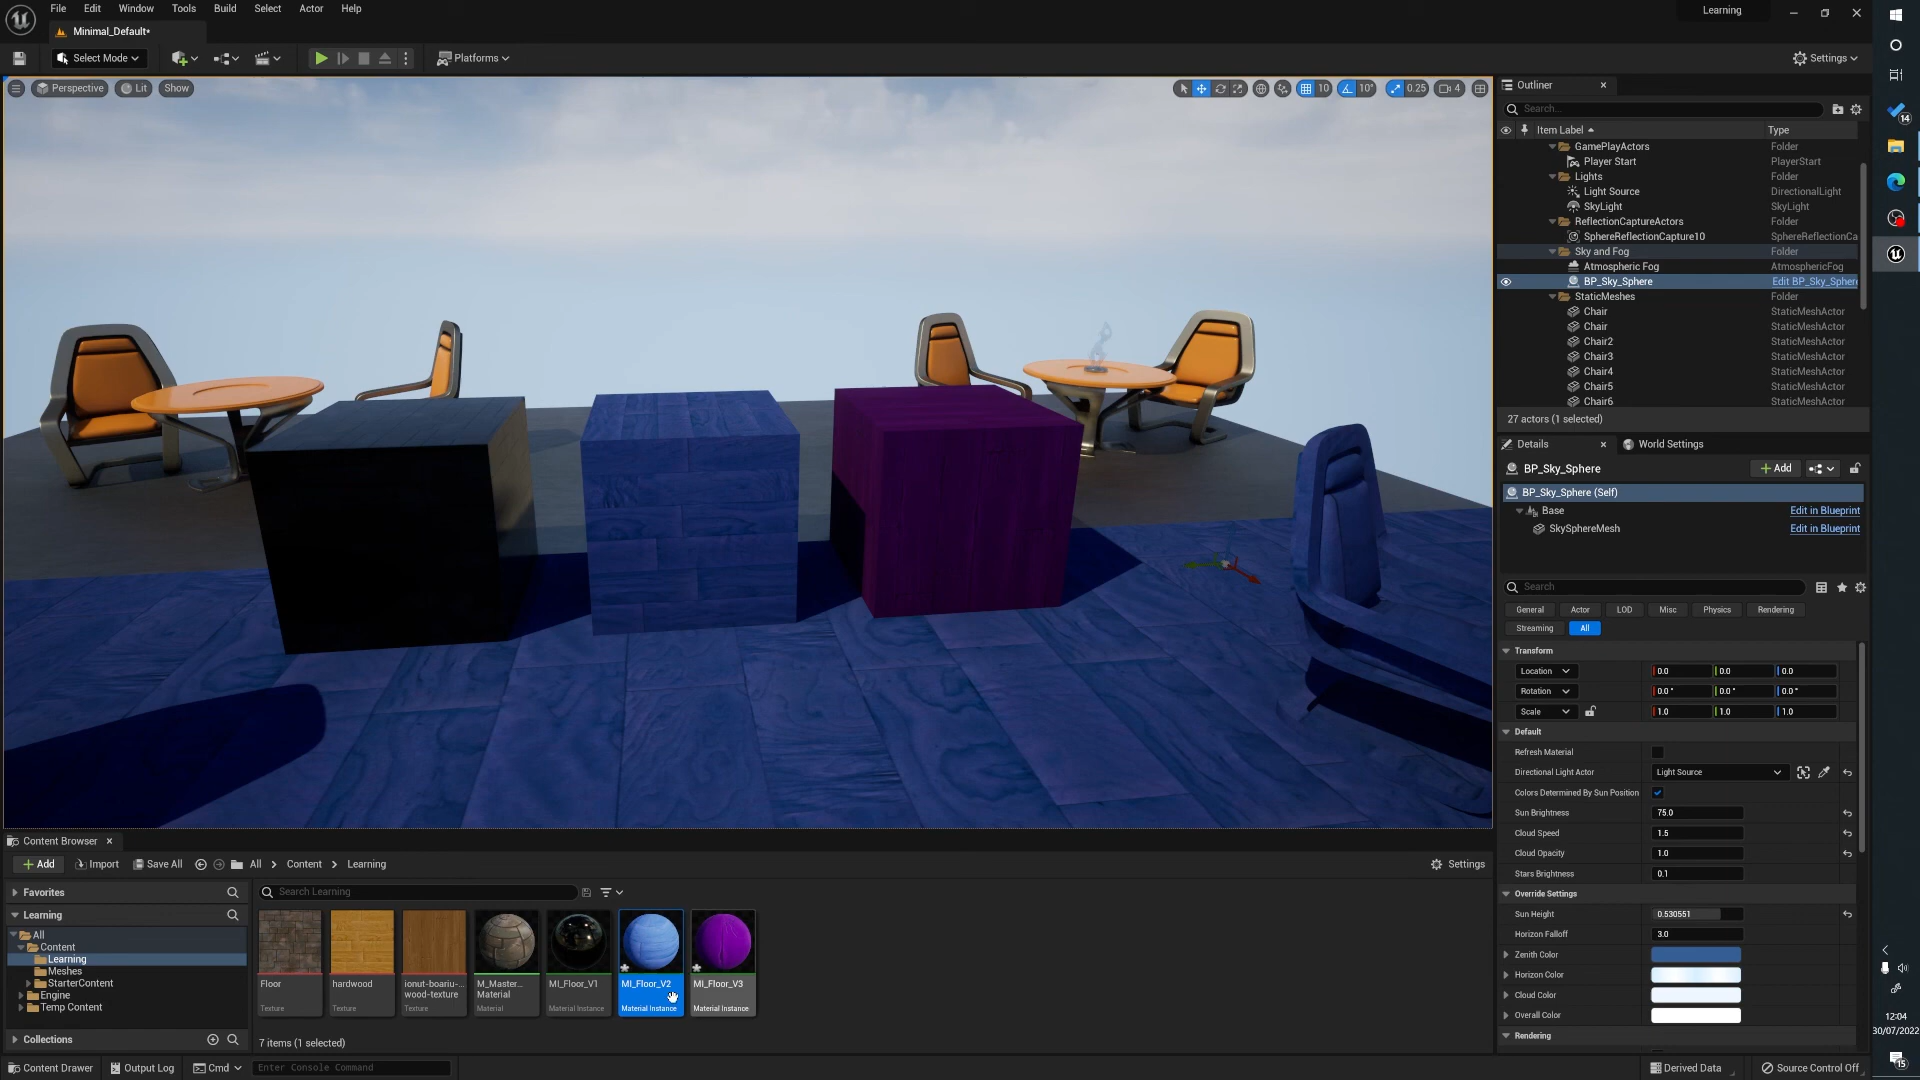 File Edit Window Tools Build Select Actor Help
Learning
Minimal_Default*
Select Mode
Platforms
Settings
Perspective Lit Show
10 10° 0.25 4
Outliner
Search...
Item Label Type
GamePlayActors Folder
Player Start PlayerStart
Lights Folder
Light Source DirectionalLight
SkyLight SkyLight
ReflectionCaptureActors Folder
SphereReflectionCapture10 SphereReflectionCa
Sky and Fog Folder
Atmospheric Fog AtmosphericFog
BP_Sky_Sphere Edit BP_Sky_Sphere
StaticMeshes Folder
Chair StaticMeshActor
Chair StaticMeshActor
Chair2 StaticMeshActor
Chair3 StaticMeshActor
Chair4 StaticMeshActor
Chair5 StaticMeshActor
Chair6 StaticMeshActor
27 actors (1 selected)
Details World Settings
BP_Sky_Sphere Add
BP_Sky_Sphere (Self)
Base Edit in Blueprint
SkySphereMesh Edit in Blueprint
Search
General Actor LOD Misc Physics Rendering
Streaming All
Transform
Location 0.0 0.0 0.0
Rotation 0.0° 0.0° 0.0°
Scale 1.0 1.0 1.0
Default
Refresh Material
Directional Light Actor Light Source
Colors Determined By Sun Position
Sun Brightness 75.0
Cloud Speed 1.5
Cloud Opacity 1.0
Stars Brightness 0.1
Override Settings
Sun Height 0.530551
Horizon Falloff 3.0
Zenith Color
Horizon Color
Cloud Color
Overall Color
Rendering
Content Browser
Add Import Save All All Content Learning Settings
Favorites
Search Learning
Learning
All
Content
Learning
Meshes
StarterContent
Engine
Temp Content
Collections
Floor
Texture
hardwood
Texture
ionut-boariu-...
wood-texture
Texture
M_Master...
Material
Material
MI_Floor_V1
Material Instance
MI_Floor_V2
Material Instance
MI_Floor_V3
Material Instance
7 items (1 selected)
Content Drawer Output Log Cmd Enter Console Command
Derived Data Source Control Off
14
12:04
30/07/2022
15